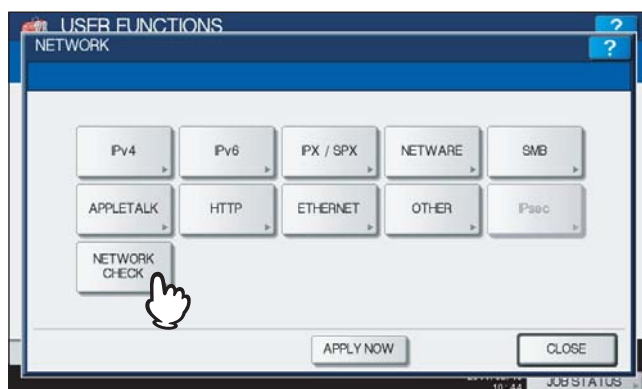 USER FUNCTIONS
?
NETWORK
?
IPv4
IPv6
IPX / SPX
NETWARE
SMB
APPLETALK
HTTP
ETHERNET
OTHER
IPsec
NETWORK
CHECK
APPLY NOW
CLOSE
JOB STATUS